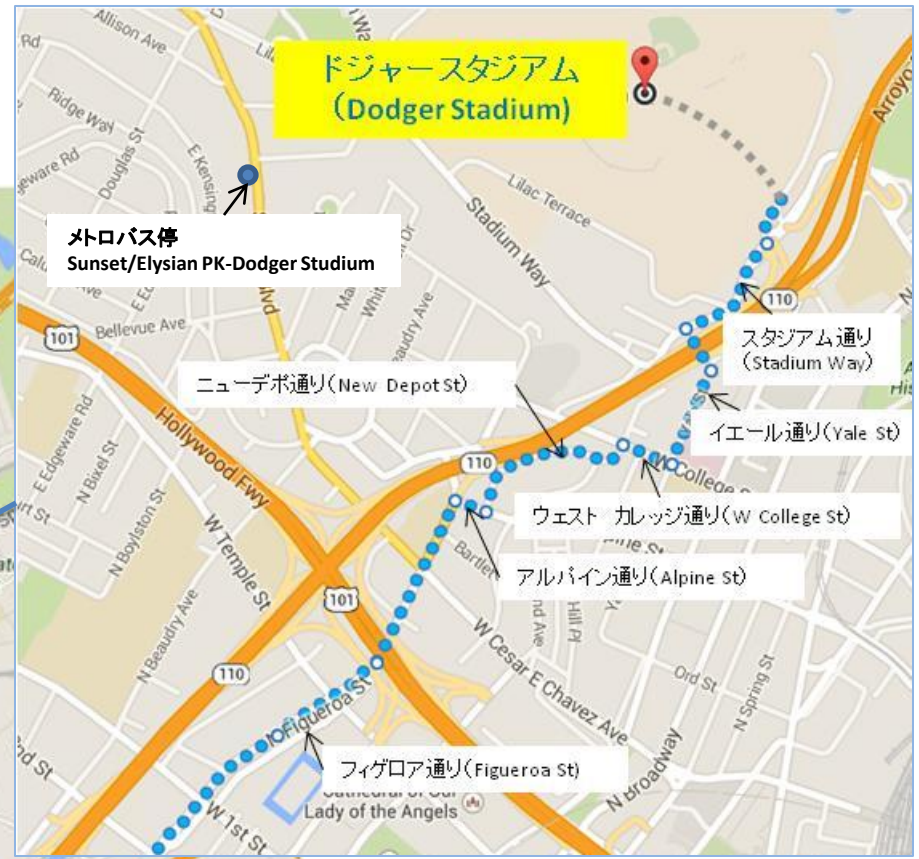 Allison Ave
Ridge Way
Douglas St
ドジャースタジアム
(Dodger Stadium)
Arroyo
Lilac Terrace
Stadium Way
メトロバス停
Sunset/Elysian PK-Dodger Studium
Bellevue Ave
Blvd
101
110
スタジアム通り
(Stadium Way)
ニューデポ通り(New Depot St)
イエール通り(Yale St)
Hollywood Fwy
110
W College
ウェスト カレッジ通り(W College St)
アルパイン通り(Alpine St)
E Edgeware Rd
N Bixel St
N Boylston St
W Temple St
N Beaudry Ave
101
110
Hill Pl
W Cesar E Chavez Ave
Ord St
N Spring St
N Broadway
N Figueroa St
フィゲロア通り(Figueroa St)
Lady of the Angels
W 1st St